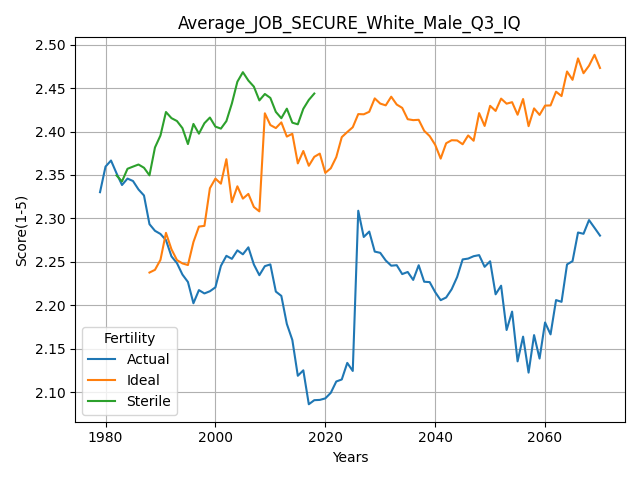 Average_JOB_SECURE_White_Male_Q3_IQ
Score(1-5)
2.50
2.45
2.40
2.35
2.30
2.25
2.20
2.15
2.10
Fertility
Actual
Ideal
Sterile
1980 2000 2020 2040 2060
Years